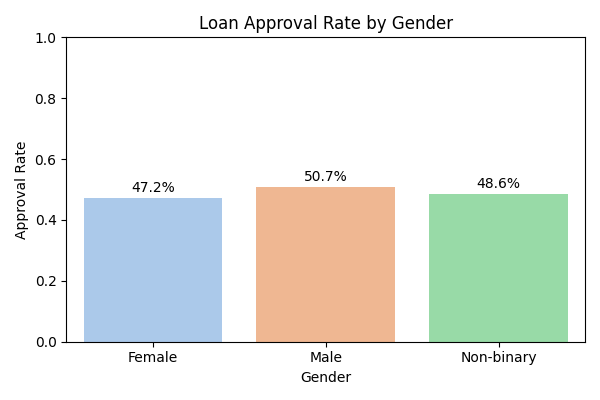 Loan Approval Rate by Gender
1.0
0.8
0.6
0.4
0.2
0.0
Approval Rate
47.2%
50.7%
48.6%
Female
Male
Non-binary
Gender